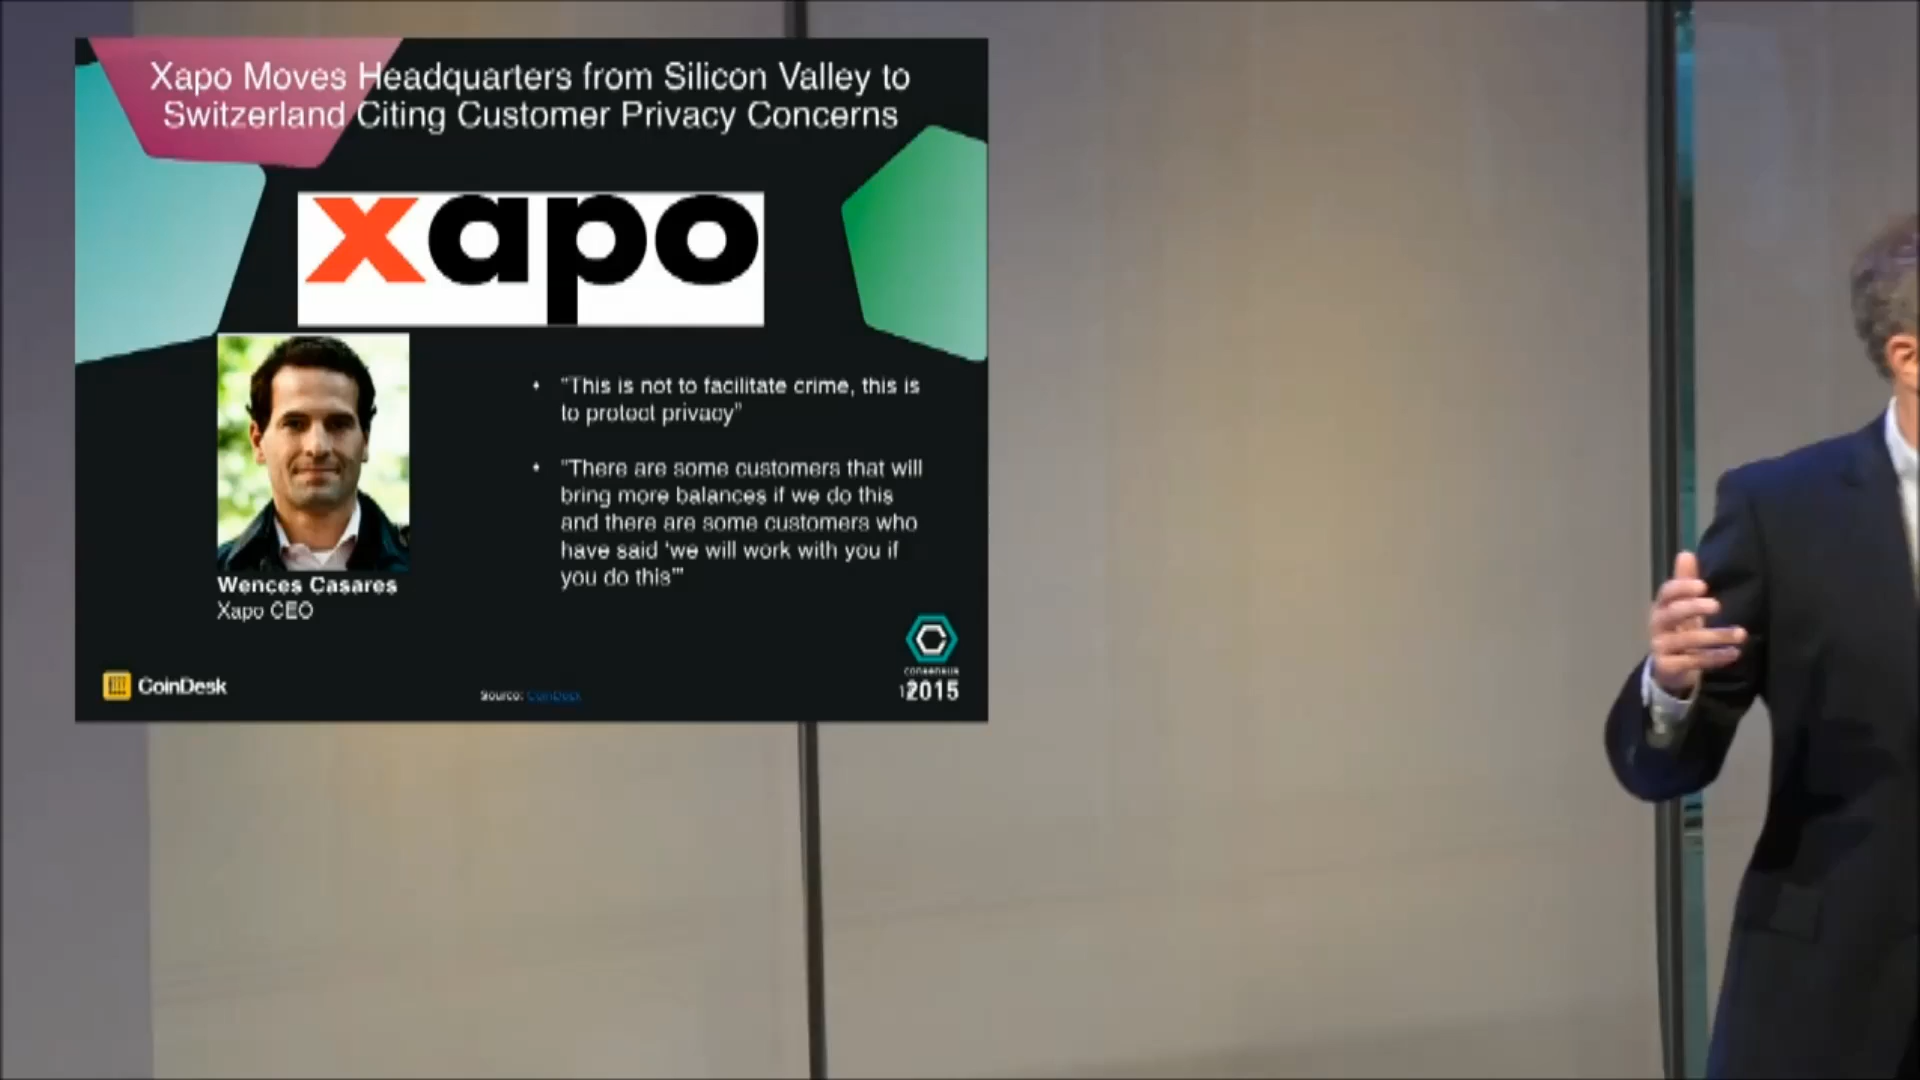 Xapo Moves Headquarters from Silicon Valley to
Switzerland Citing Customer Privacy Concerns
xapo
• "This is not to facilitate crime, this is
to protect privacy"
• "There are some customers that will
bring more balances if we do this
and there are some customers who
have said 'we will work with you if
you do this'"
Wences Casares
Xapo CEO
CoinDesk
Source: CoinDesk
consensus
2015